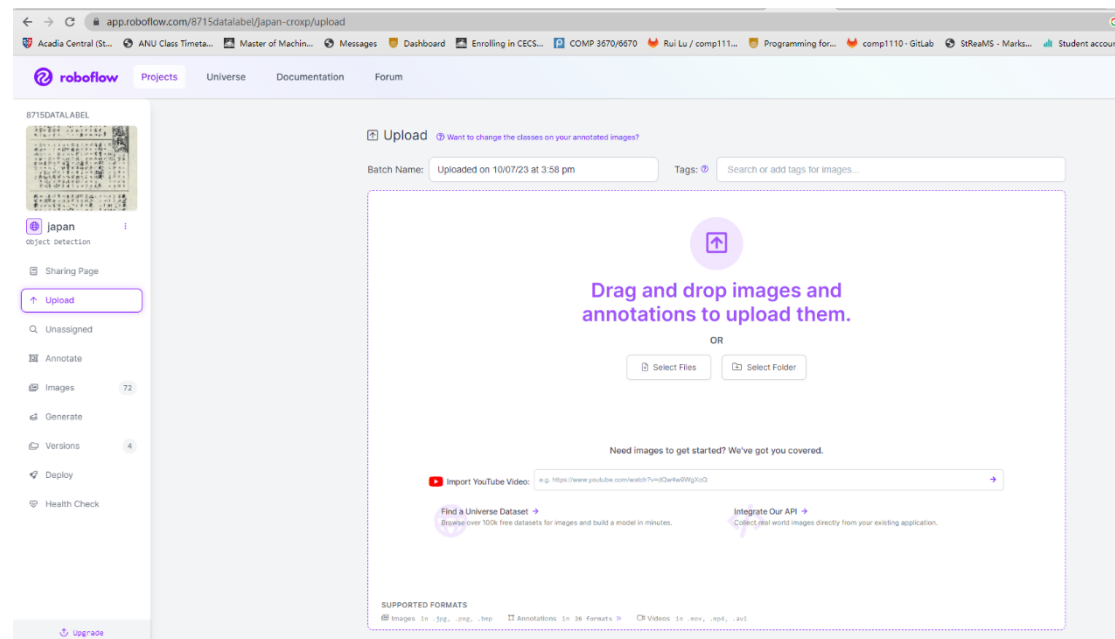 app.roboflow.com/8715datalabel/japan-croxp/upload
Acadia Central (St... ANU Class Timeta... Master of Machin... Messages Dashboard Enrolling in CECS... COMP 3670/6670 Rui Lu / comp111... Programming for... comp1110 · GitLab StReaMS - Marks... Student accour
roboflow Projects Universe Documentation Forum
8715DATALABEL
japan
Object Detection
Sharing Page
Upload
Unassigned
Annotate
Images 72
Generate
Versions 4
Deploy
Health Check
Upgrade
Upload Want to change the classes on your annotated images?
Batch Name: Uploaded on 10/07/23 at 3:58 pm Tags: Search or add tags for images...
Drag and drop images and
annotations to upload them.
OR
Select Files Select Folder
Need images to get started? We've got you covered.
Import YouTube Video: e.g. https://www.youtube.com/watch?v=dQw4w9WgXcQ
Find a Universe Dataset → Integrate Our API →
Browse over 100k free datasets for images and build a model in minutes. Collect real world images directly from your existing application.
SUPPORTED FORMATS
Images in .jpg, .png, .bmp Annotations in 26 formats » Videos in .mov, .mp4, .avi